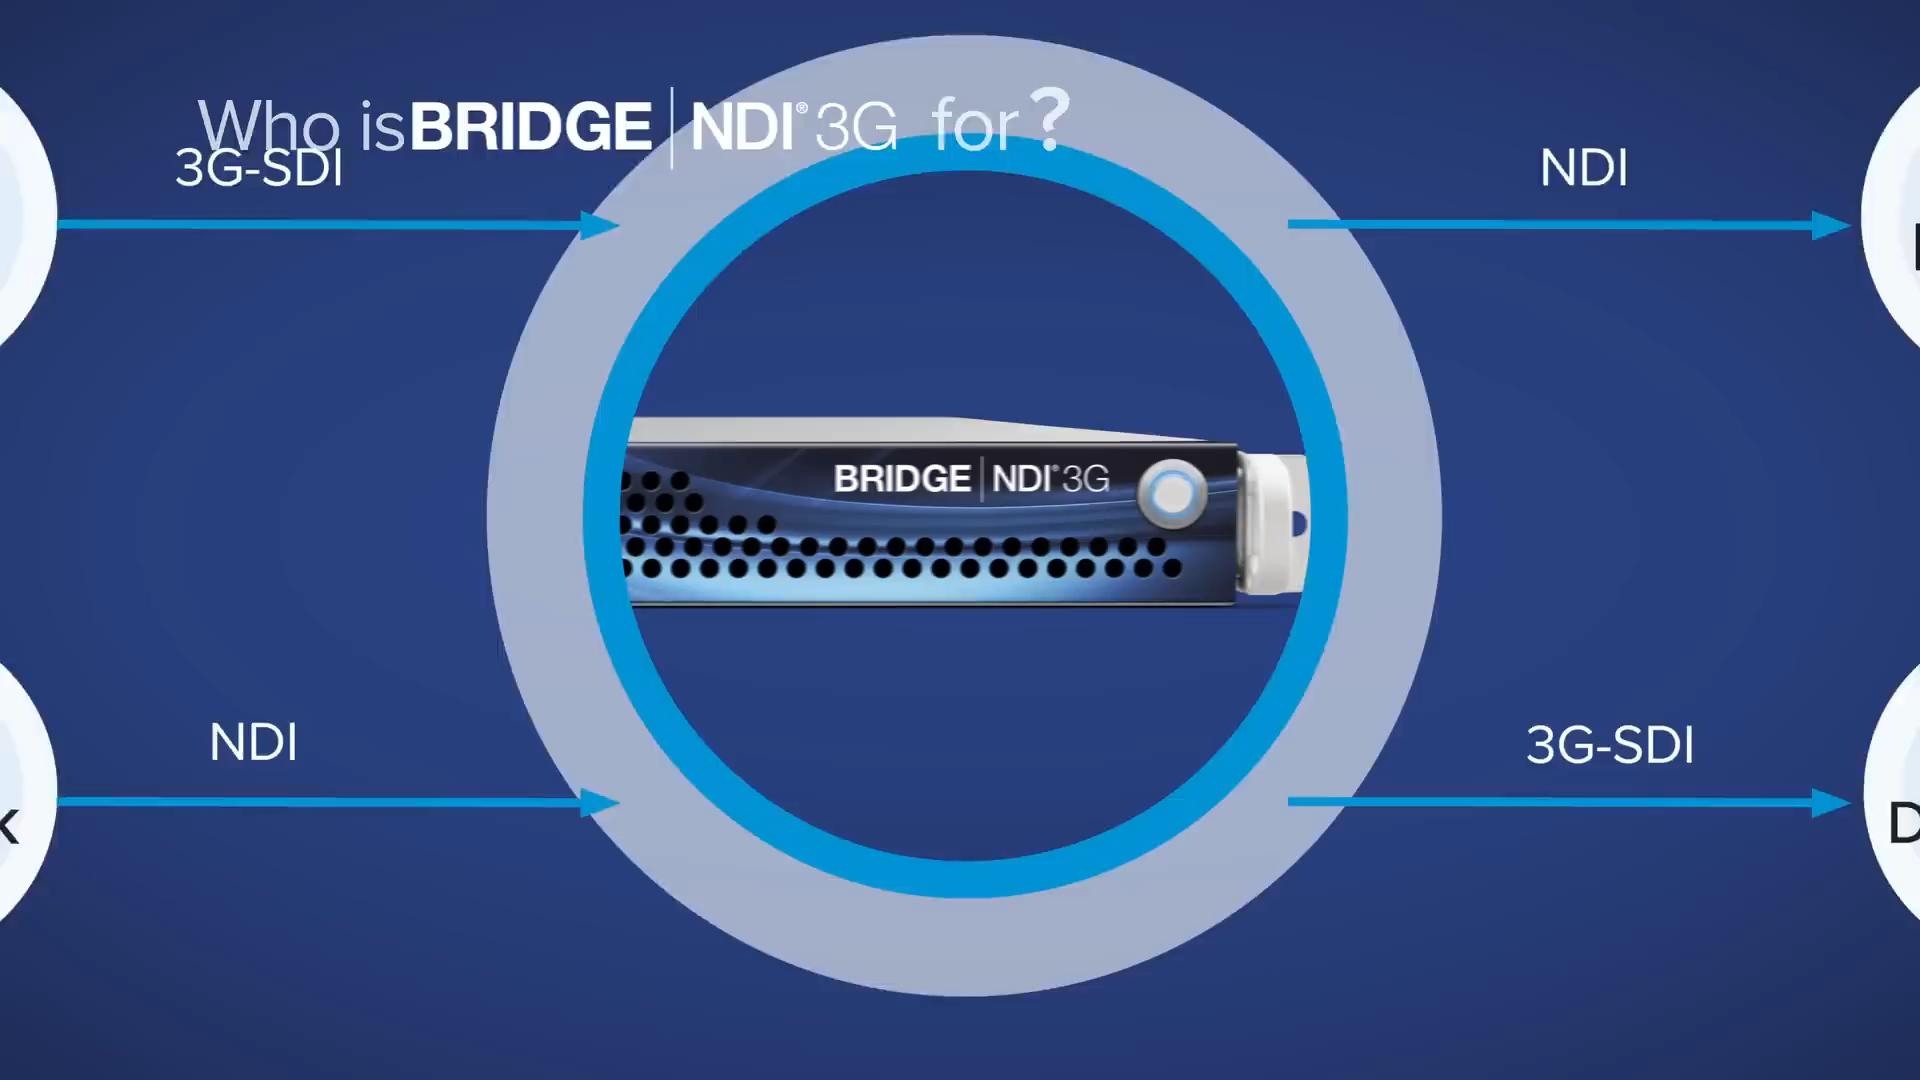 Who is BRIDGE | NDI® 3G for?
3G-SDI
NDI
BRIDGE | NDI® 3G
NDI
3G-SDI